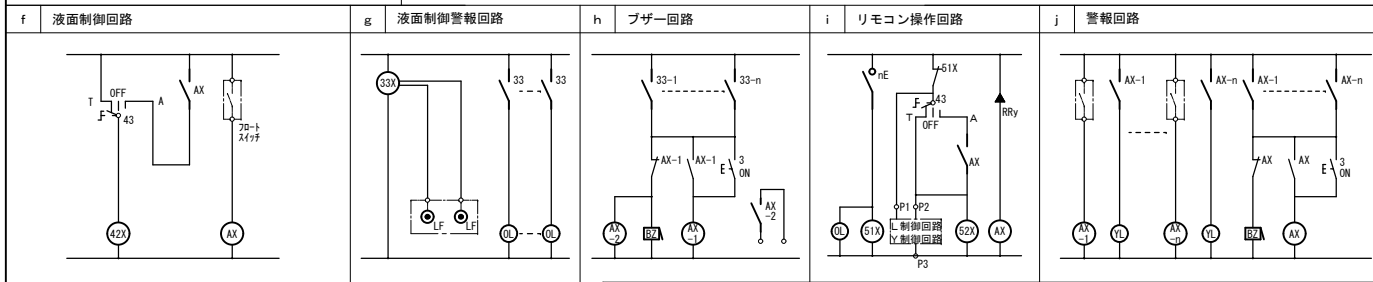 f 液面制御回路
T
OFF
A
43
AX
フロート
スイッチ
42X
AX
g 液面制御警報回路
33X
33
33
LF
LF
OL
OL
h ブザー回路
33-1
33-n
AX-1
AX-1
3
E
ON
AX
-2
AX
-2
BZ
AX
-1
i リモコン操作回路
nE
51X
43
T
OFF
A
RRy
AX
P1
P2
OL
51X
L制御回路
Y制御回路
52X
AX
P3
j 警報回路
AX-1
AX-n
AX-1
AX-n
AX
AX
3
E
ON
AX
-1
YL
AX
-n
YL
BZ
AX